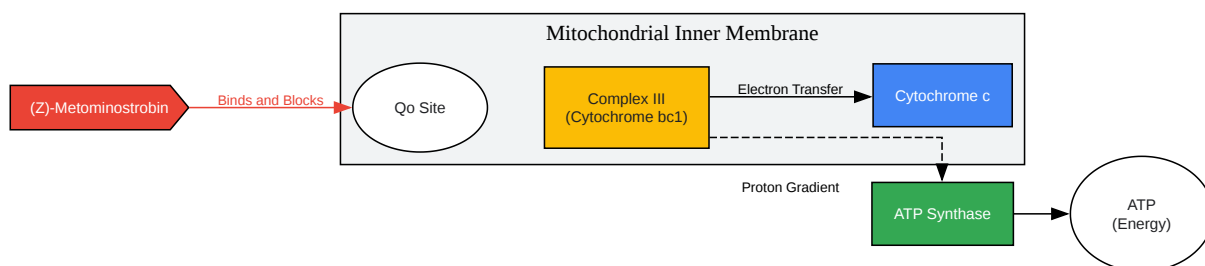 Mitochondrial Inner Membrane
(Z)-Metominostrobin
Binds and Blocks
Qo Site
Complex III
(Cytochrome bc1)
Electron Transfer
Cytochrome c
Proton Gradient
ATP Synthase
ATP
(Energy)